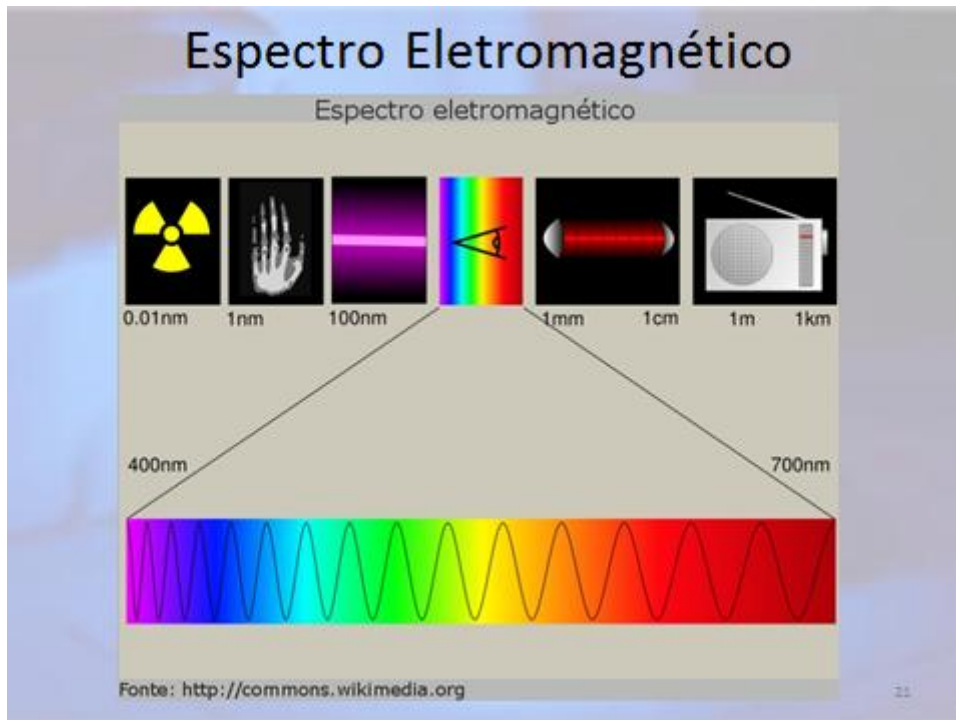 Espectro Eletromagnético
Espectro eletromagnético
0.01nm 1nm 100nm 1mm 1cm 1m 1km
400nm 700nm
Fonte: http://commons.wikimedia.org
21